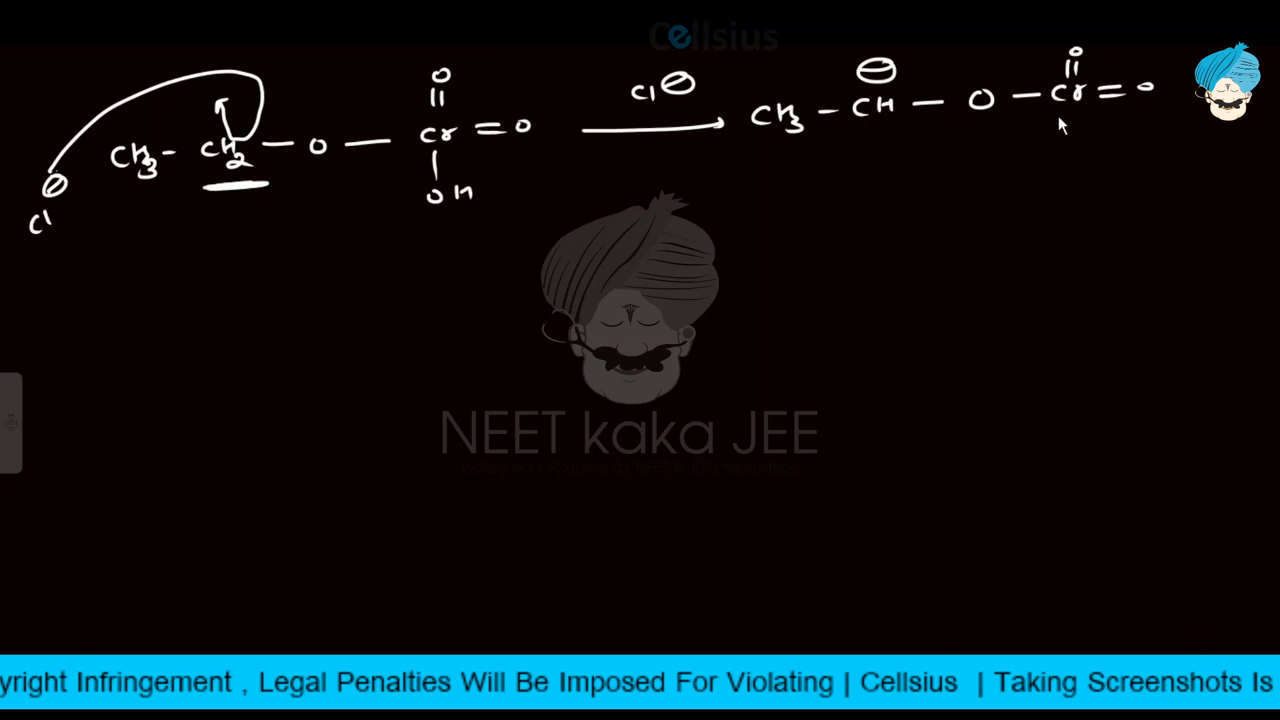 Cellsius
O O
Cl⊖
CH3 - CH2 — O — Cr = O → CH3 - CH — O — Cr = O
⊖ ⊖
Cl OH
NEET kaka JEE
yright Infringement , Legal Penalties Will Be Imposed For Violating | Cellsius | Taking Screenshots Is